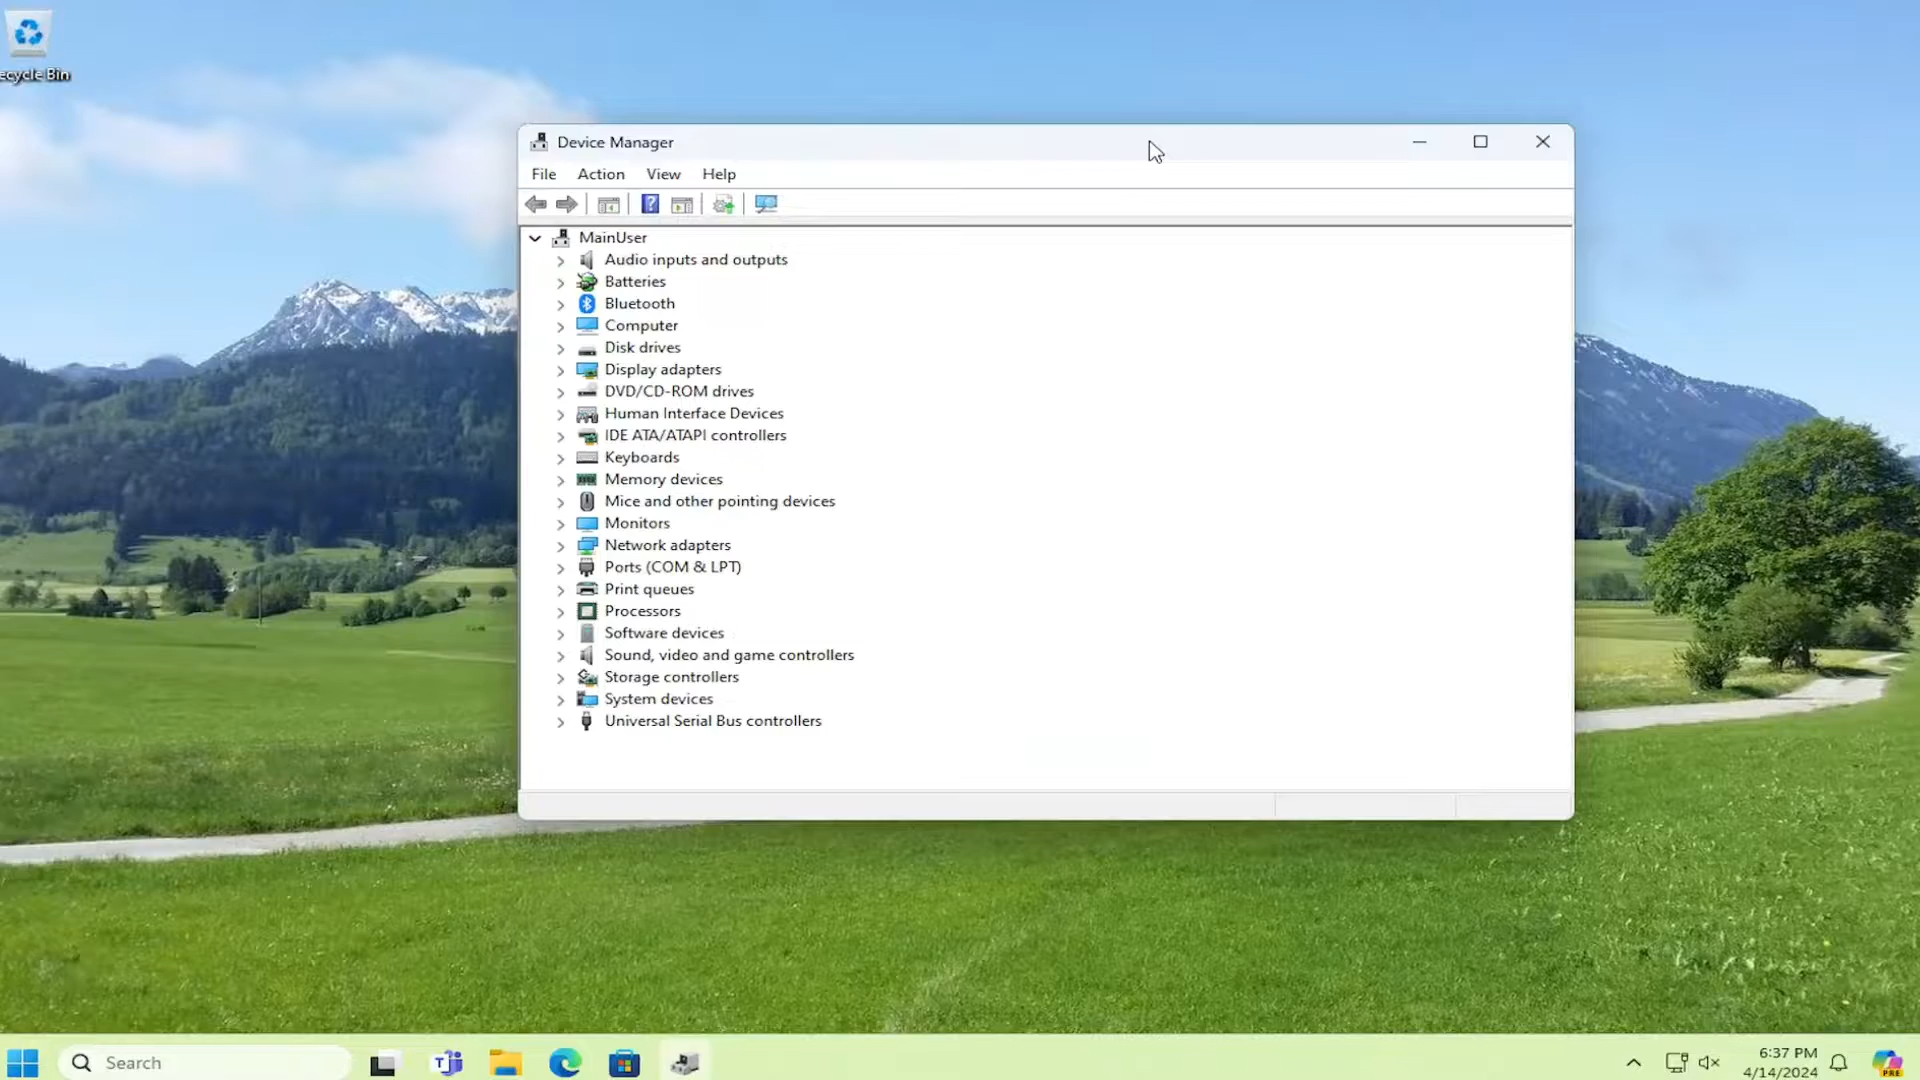 ecycle Bin
Device Manager
File Action View Help
MainUser
Audio inputs and outputs
Batteries
Bluetooth
Computer
Disk drives
Display adapters
DVD/CD-ROM drives
Human Interface Devices
IDE ATA/ATAPI controllers
Keyboards
Memory devices
Mice and other pointing devices
Monitors
Network adapters
Ports (COM & LPT)
Print queues
Processors
Software devices
Sound, video and game controllers
Storage controllers
System devices
Universal Serial Bus controllers
Search
6:37 PM
4/14/2024
PRE